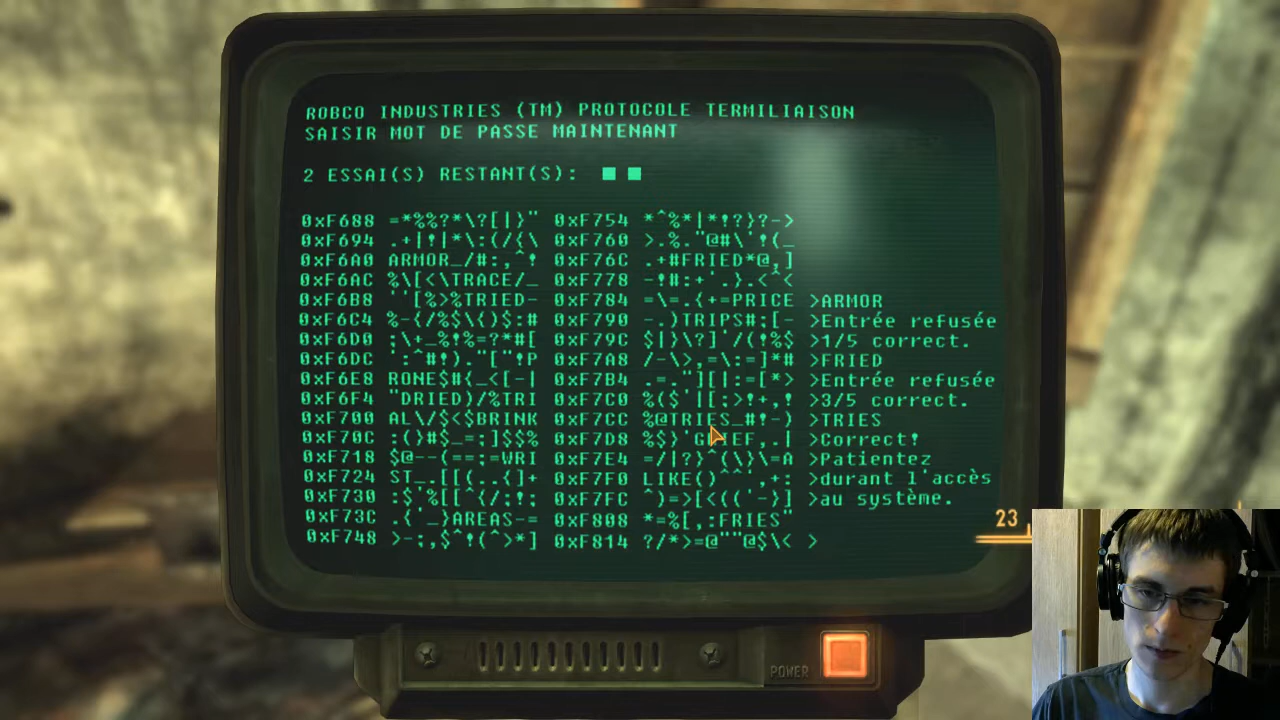 ROBCO INDUSTRIES (TM) PROTOCOLE TERMILIAISON
SAISIR MOT DE PASSE MAINTENANT
2 ESSAI(S) RESTANT(S):
0xF688 =*%%?*\?[|}" 0xF754 *^%*|*!?}?->
0xF694 .+|!|*\:(/{\ 0xF760 >.%."@#\'!(_
0xF6A0 ARMOR_/#:,^! 0xF76C .+#FRIED*@,]
0xF6AC %\[<\TRACE/_ 0xF778 -!#:+'.}.<^<
0xF6B8 ''[%>%TRIED- 0xF784 =\=.{+=PRICE >ARMOR
0xF6C4 %-{/%$\{)$:# 0xF790 -.)TRIPS#;[- >Entrée refusée
0xF6D0 ;\+_%!%=?*#[ 0xF79C $|}\?]'/(!%$ >1/5 correct.
0xF6DC ':^#!)."["!P 0xF7A8 /-\>,=\:=]*# >FRIED
0xF6E8 RONE$#{_<[-| 0xF7B4 .=."][|:=[*> >Entrée refusée
0xF6F4 "DRIED)/%TRI 0xF7C0 %($'|[:>!+,! >3/5 correct.
0xF700 AL\/$<$BRINK 0xF7CC %@TRIES_#!-) >TRIES
0xF70C :(}#$_=:]$$% 0xF7D8 %$}'GRIEF,.| >Correct!
0xF718 $@--(==;=WRI 0xF7E4 =/|?}^(\}\=A >Patientez
0xF724 ST_.[[(..{]+ 0xF7F0 LIKE()^^',+: >durant l'accès
0xF730 :$'%[[^{/:!; 0xF7FC ^)=>[<(('-}] >au système.
0xF73C .{'_}AREAS-= 0xF808 *=%[,:FRIES"
0xF748 >-;,$^!(^>*] 0xF814 ?/*>=@""@$\< >
23
POWER